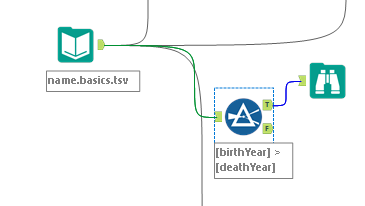 name.basics.tsv
T
F
[birthYear] >
[deathYear]